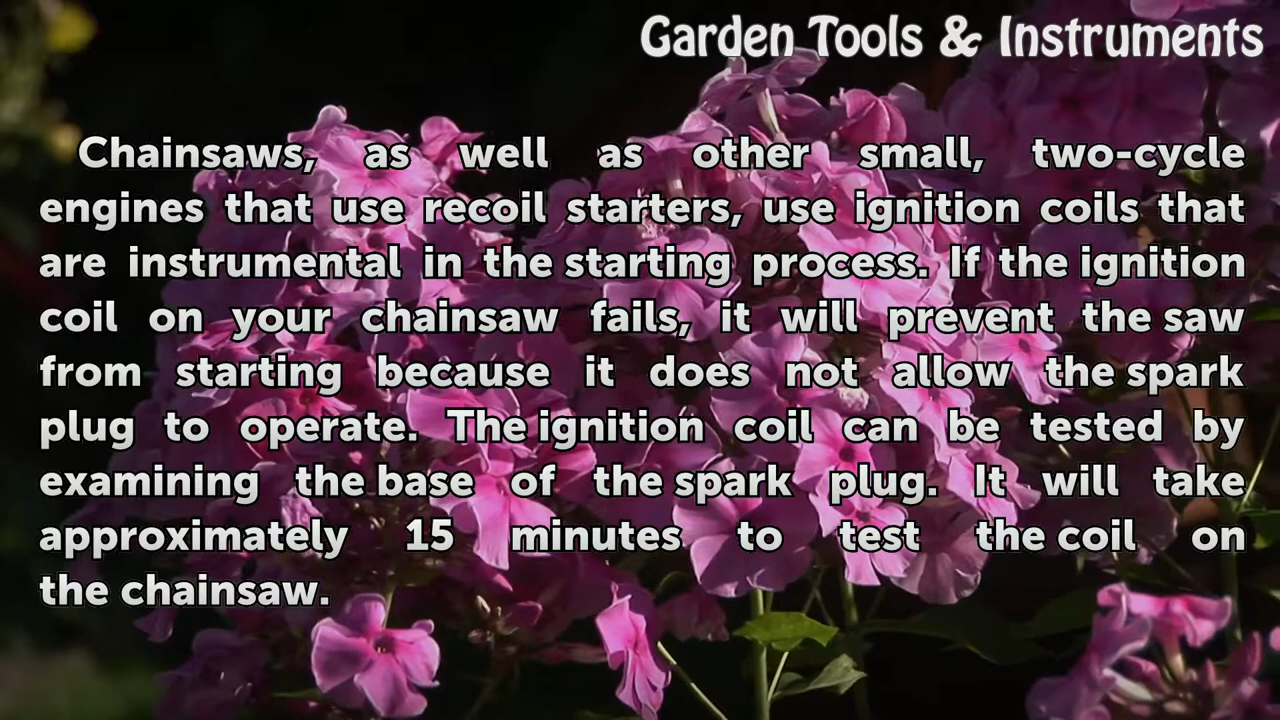 Garden Tools & Instruments
Chainsaws, as well as other small, two-cycle
engines that use recoil starters, use ignition coils that
are instrumental in the starting process. If the ignition
coil on your chainsaw fails, it will prevent the saw
from starting because it does not allow the spark
plug to operate. The ignition coil can be tested by
examining the base of the spark plug. It will take
approximately 15 minutes to test the coil on
the chainsaw.